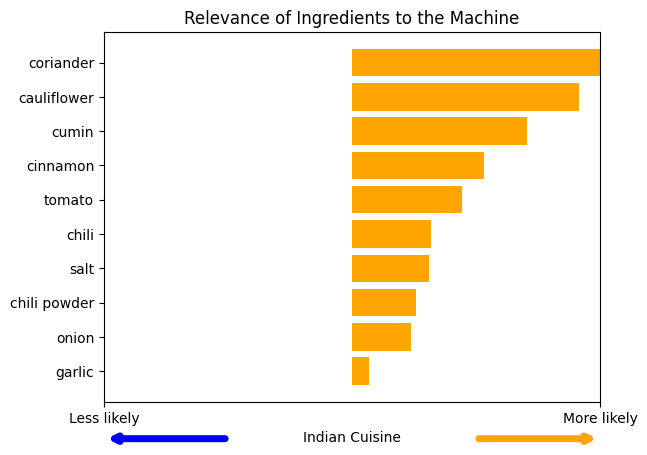 Relevance of Ingredients to the Machine
coriander
cauliflower
cumin
cinnamon
tomato
chili
salt
chili powder
onion
garlic
Less likely
More likely
Indian Cuisine